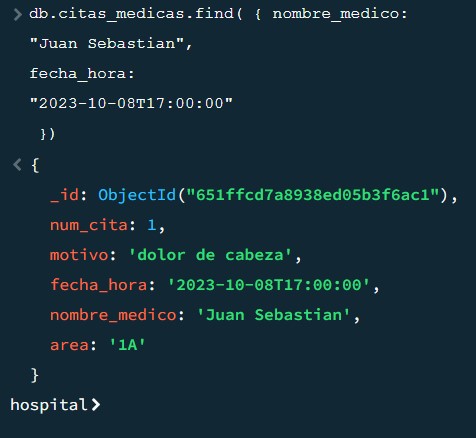 > db.citas_medicas.find( { nombre_medico:
"Juan Sebastian",
fecha_hora:
"2023-10-08T17:00:00"
})
< {
_id: ObjectId("651ffcd7a8938ed05b3f6ac1"),
num_cita: 1,
motivo: 'dolor de cabeza',
fecha_hora: '2023-10-08T17:00:00',
nombre_medico: 'Juan Sebastian',
area: '1A'
}
hospital>